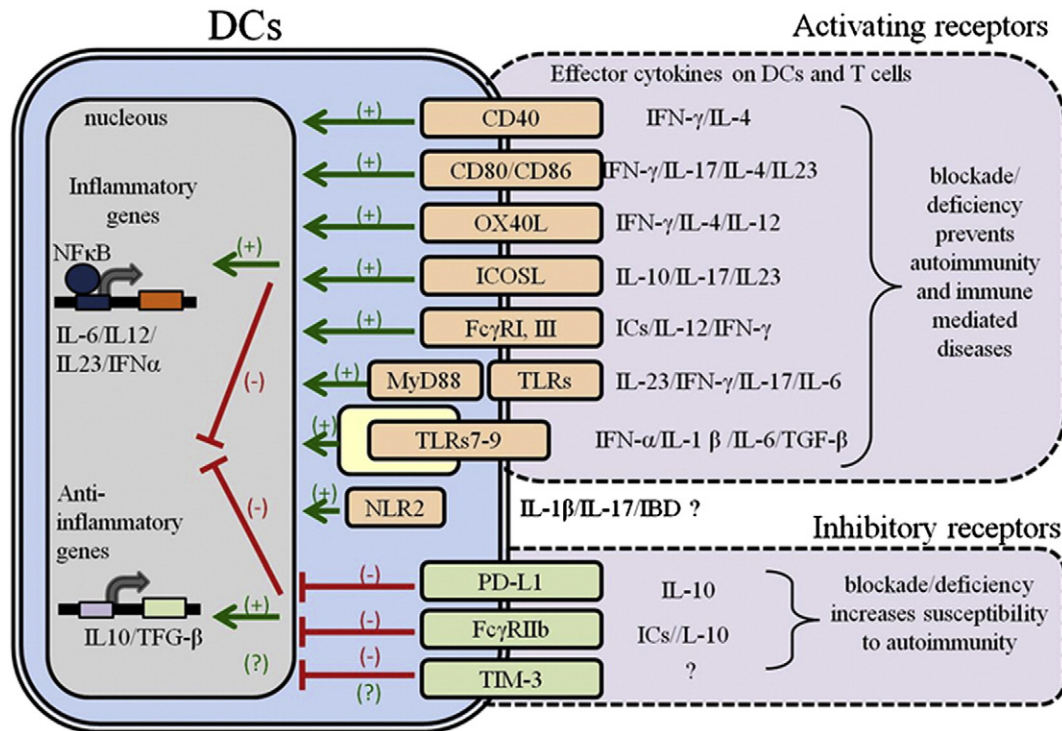 DCs
Activating receptors
Effector cytokines on DCs and T cells
nucleous
(+)
CD40
IFN-γ/IL-4
(+)
CD80/CD86
IFN-γ/IL-17/IL-4/IL23
Inflammatory
genes
(+)
OX40L
IFN-γ/IL-4/IL-12
NFκB
(+)
(+)
ICOSL
IL-10/IL-17/IL23
blockade/
deficiency
prevents
autoimmunity
and immune
mediated
diseases
IL-6/IL12/
IL23/IFNα
(+)
FcγRI, III
ICs/IL-12/IFN-γ
(-)
(+)
MyD88
TLRs
IL-23/IFN-γ/IL-17/IL-6
(+)
TLRs7-9
IFN-α/IL-1 β /IL-6/TGF-β
Anti-
inflammatory
genes
(-)
(+)
NLR2
IL-1β/IL-17/IBD ?
Inhibitory receptors
(-)
PD-L1
IL-10
(+)
IL10/TFG-β
(?)
(-)
FcγRIIb
ICs//L-10
(-)
(?)
TIM-3
?
blockade/deficiency
increases susceptibility
to autoimmunity